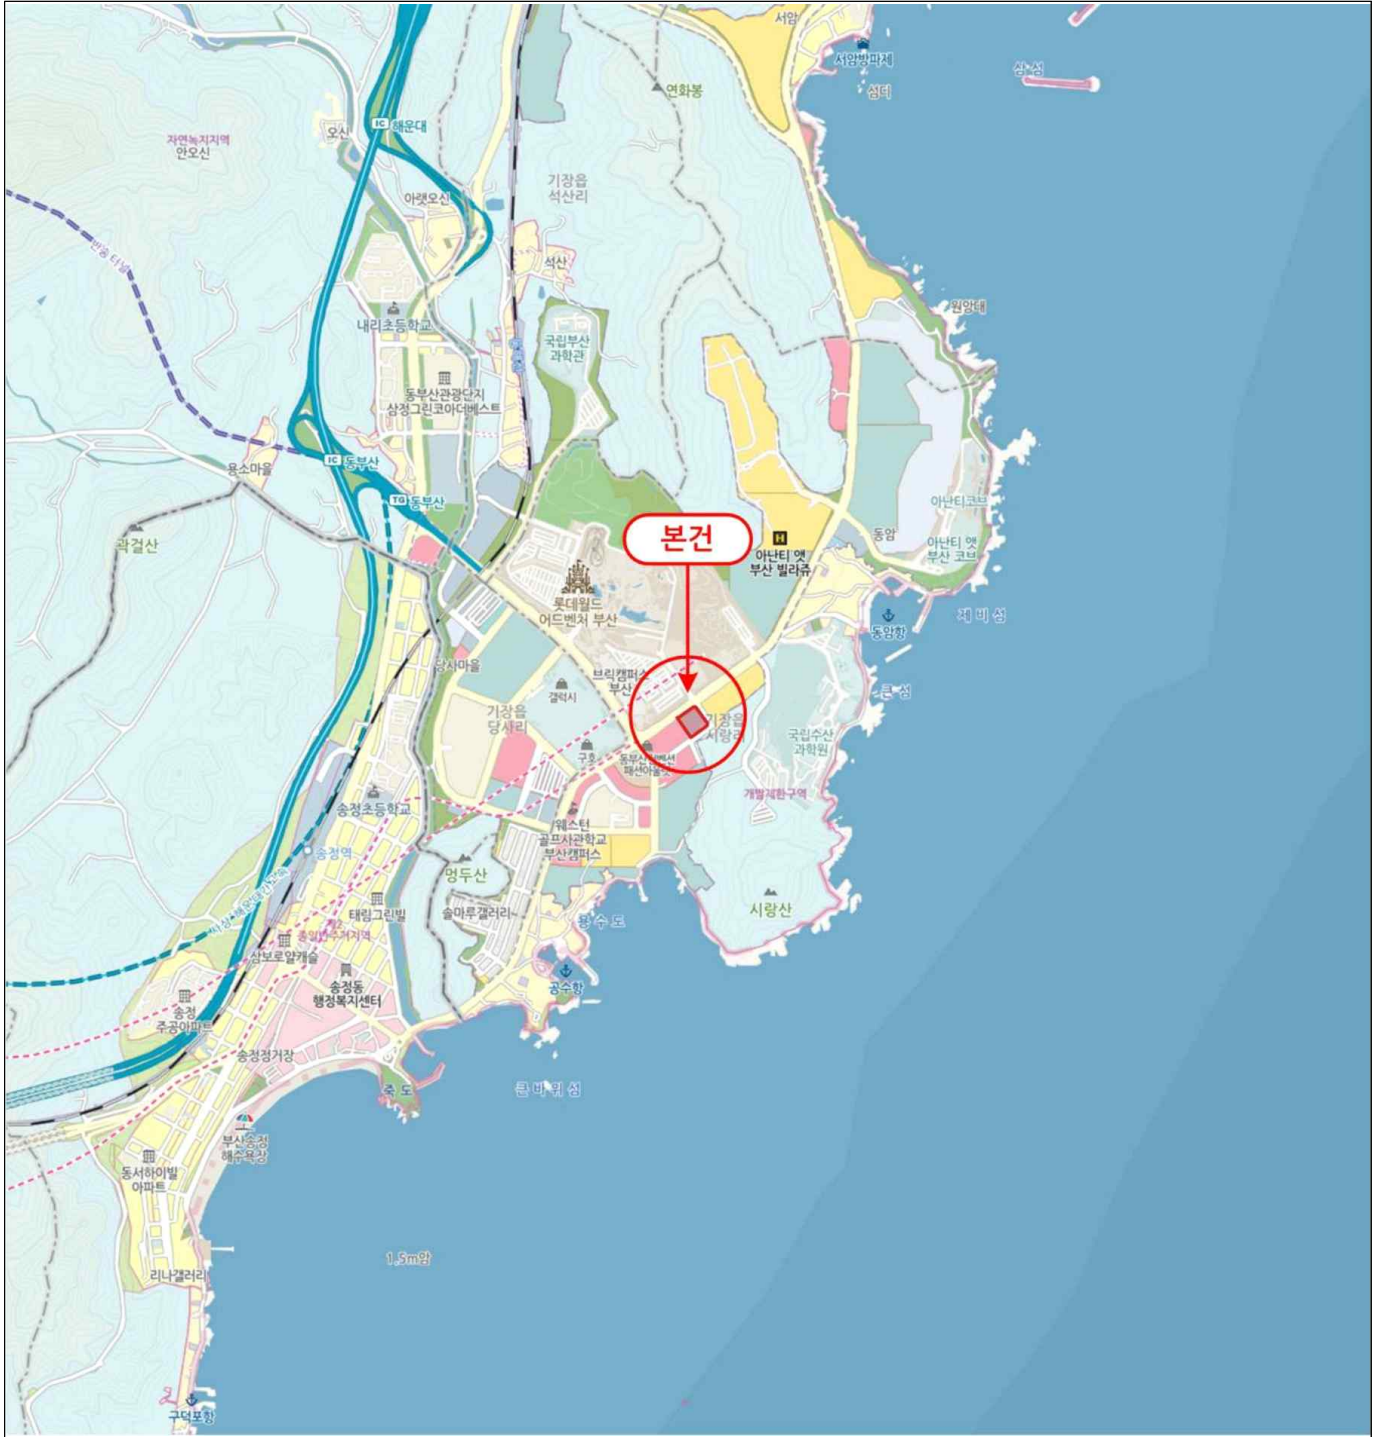 서암
서암방파제
섬디
삼섬
연화봉
IC 해운대
오신
자연녹지지역
안오신
아랫오신
기장읍
석산리
석산
원앙대
내리초등학교
국립부산
과학관
동부산관광단지
삼정그린코아더베스트
용소마을
IC 동부산
TG 동부산
곽걸산
아난티코브
동암
아난티 앳
부산 코브
본건
H
아난티 앳
부산 빌라쥬
롯데월드
어드벤처 부산
제비섬
동암항
당사마을
브릭캠퍼스
부산
갤럭시
큰섬
기장읍
당사리
기장읍
시랑리
국립수산
과학원
구호
개발제한구역
송정초등학교
웨스턴
골프사관학교
부산캠퍼스
송정역
멍두산
시랑산
태림그린빌
솔마루갤러리
용수도
삼보로얄캐슬
송정동
행정복지센터
공수항
송정
주공아파트
송정정거장
죽도
큰바위섬
부산송정
해수욕장
동서하이빌
아파트
1.5m암
리나갤러리
구덕포항